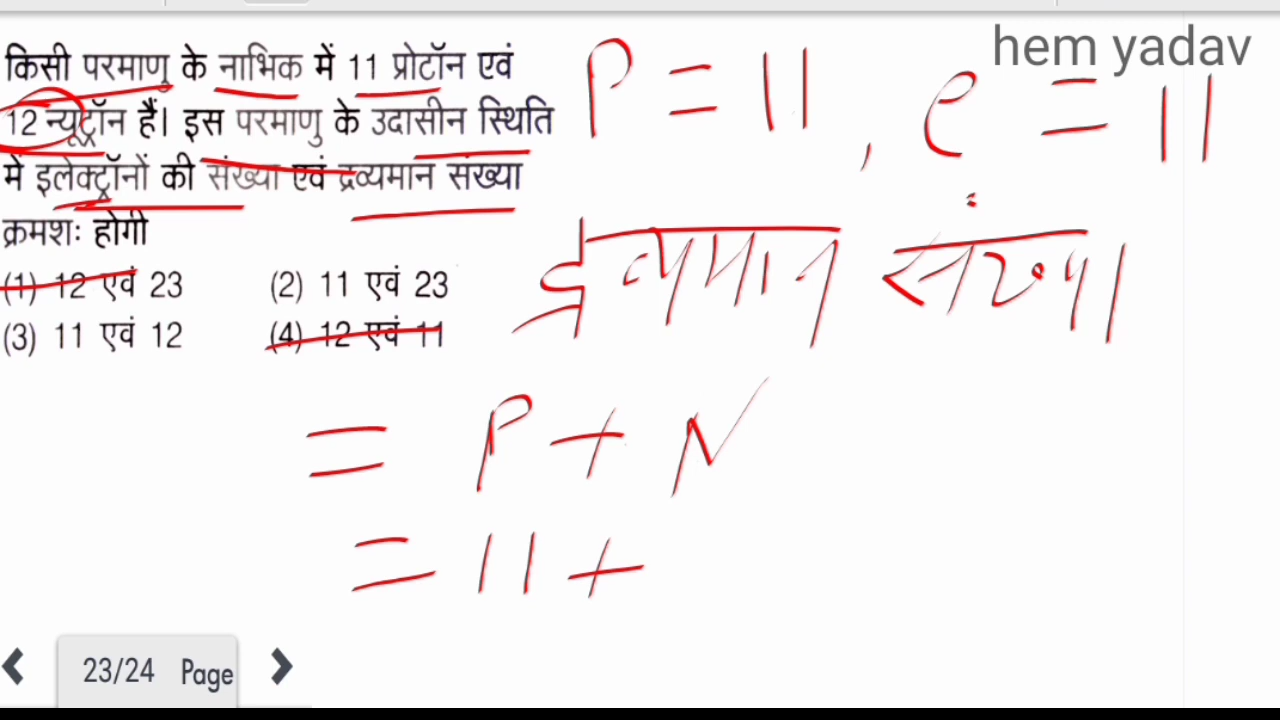 hem yadav
किसी परमाणु के नाभिक में 11 प्रोटॉन एवं
12 न्यूट्रॉन हैं। इस परमाणु के उदासीन स्थिति
में इलेक्ट्रॉनों की संख्या एवं द्रव्यमान संख्या
क्रमशः होगी
(1) 12 एवं 23 (2) 11 एवं 23
(3) 11 एवं 12 (4) 12 एवं 11
P = 11, e = 11
द्रव्यमान संख्या
= P + N
= 11 +
23/24 Page